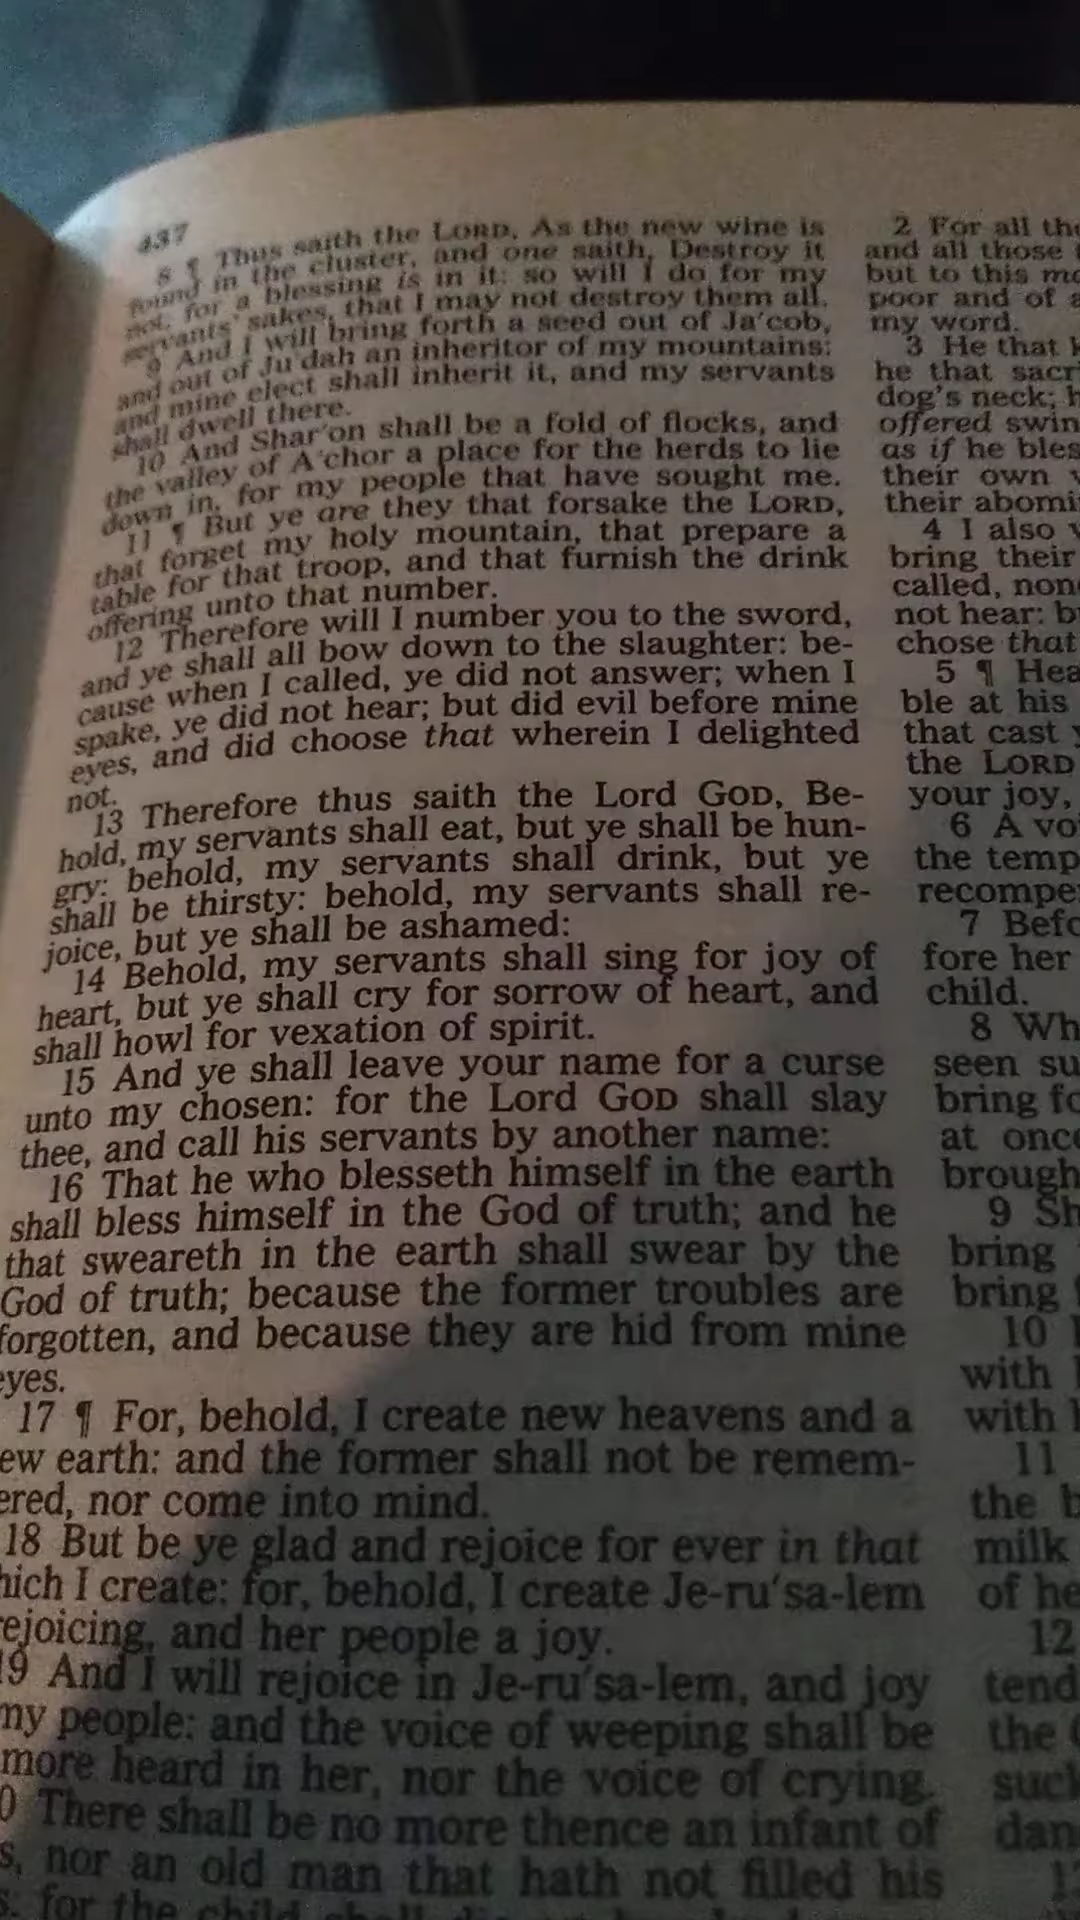 437
8 ¶ Thus saith the LORD, As the new wine is
found in the cluster, and one saith, Destroy it
not, for a blessing is in it: so will I do for my
servants' sakes, that I may not destroy them all.
9 And I will bring forth a seed out of Ja'cob,
and out of Ju'dah an inheritor of my mountains:
and mine elect shall inherit it, and my servants
shall dwell there.
10 And Shar'on shall be a fold of flocks, and
the valley of A'chor a place for the herds to lie
down in, for my people that have sought me.
11 ¶ But ye are they that forsake the LORD,
that forget my holy mountain, that prepare a
table for that troop, and that furnish the drink
offering unto that number.
12 Therefore will I number you to the sword,
and ye shall all bow down to the slaughter: be-
cause when I called, ye did not answer; when I
spake, ye did not hear; but did evil before mine
eyes, and did choose that wherein I delighted
not.
13 Therefore thus saith the Lord GOD, Be-
hold, my servants shall eat, but ye shall be hun-
gry: behold, my servants shall drink, but ye
shall be thirsty: behold, my servants shall re-
joice, but ye shall be ashamed:
14 Behold, my servants shall sing for joy of
heart, but ye shall cry for sorrow of heart, and
shall howl for vexation of spirit.
15 And ye shall leave your name for a curse
unto my chosen: for the Lord GOD shall slay
thee, and call his servants by another name:
16 That he who blesseth himself in the earth
shall bless himself in the God of truth; and he
that sweareth in the earth shall swear by the
God of truth; because the former troubles are
forgotten, and because they are hid from mine
eyes.
17 ¶ For, behold, I create new heavens and a
ew earth: and the former shall not be remem-
ered, nor come into mind.
18 But be ye glad and rejoice for ever in that
hich I create: for, behold, I create Je-ru'sa-lem
rejoicing, and her people a joy.
19 And I will rejoice in Je-ru'sa-lem, and joy
my people: and the voice of weeping shall be
more heard in her, nor the voice of crying.
0 There shall be no more thence an infant of
s, nor an old man that hath not filled his
s: for the child shall
2 For all th
and all those
but to this m
poor and of a
my word.
3 He that k
he that sacr
dog's neck; h
offered swin
as if he bles
their own
their abomi
4 I also
bring their
called, non
not hear: b
chose that
5 ¶ Hea
ble at his
that cast y
the LORD
your joy,
6 A vo
the temp
recompe
7 Befo
fore her
child.
8 Wh
seen su
bring fo
at onc
brough
9 Sh
bring
bring
10
with
with
11
the b
milk
of he
12
tend
the
suc
dan